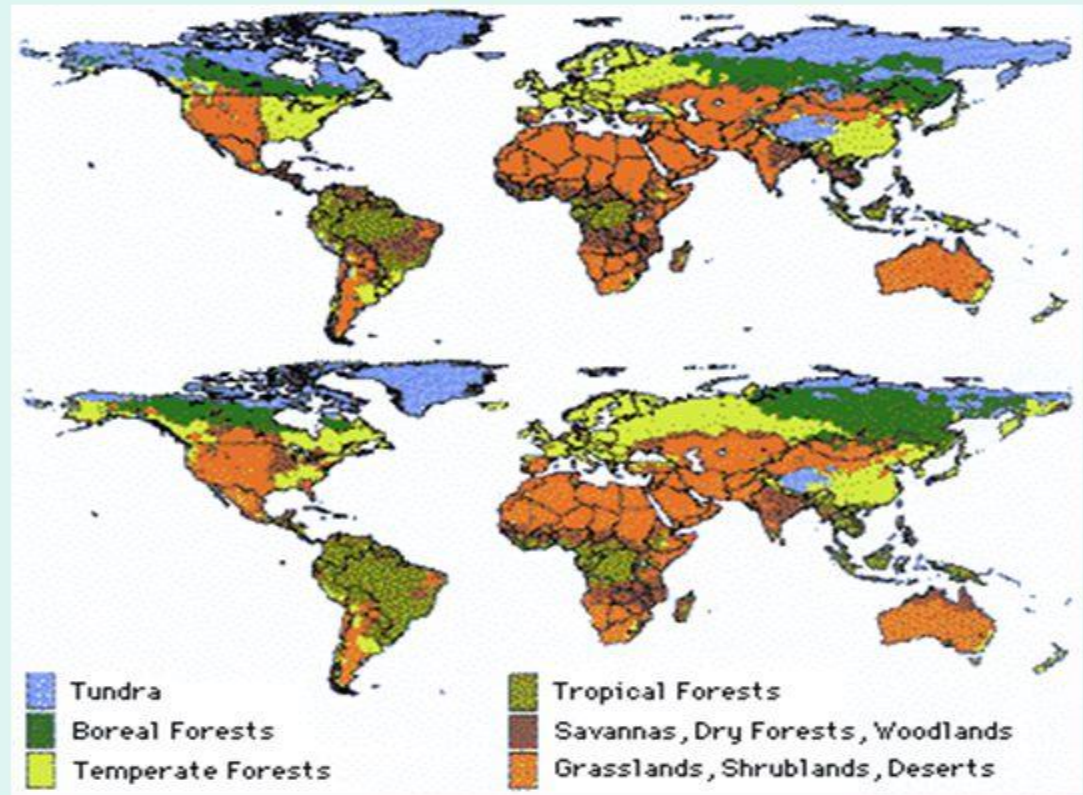 Tundra
Boreal Forests
Temperate Forests
Tropical Forests
Savannas, Dry Forests, Woodlands
Grasslands, Shrublands, Deserts